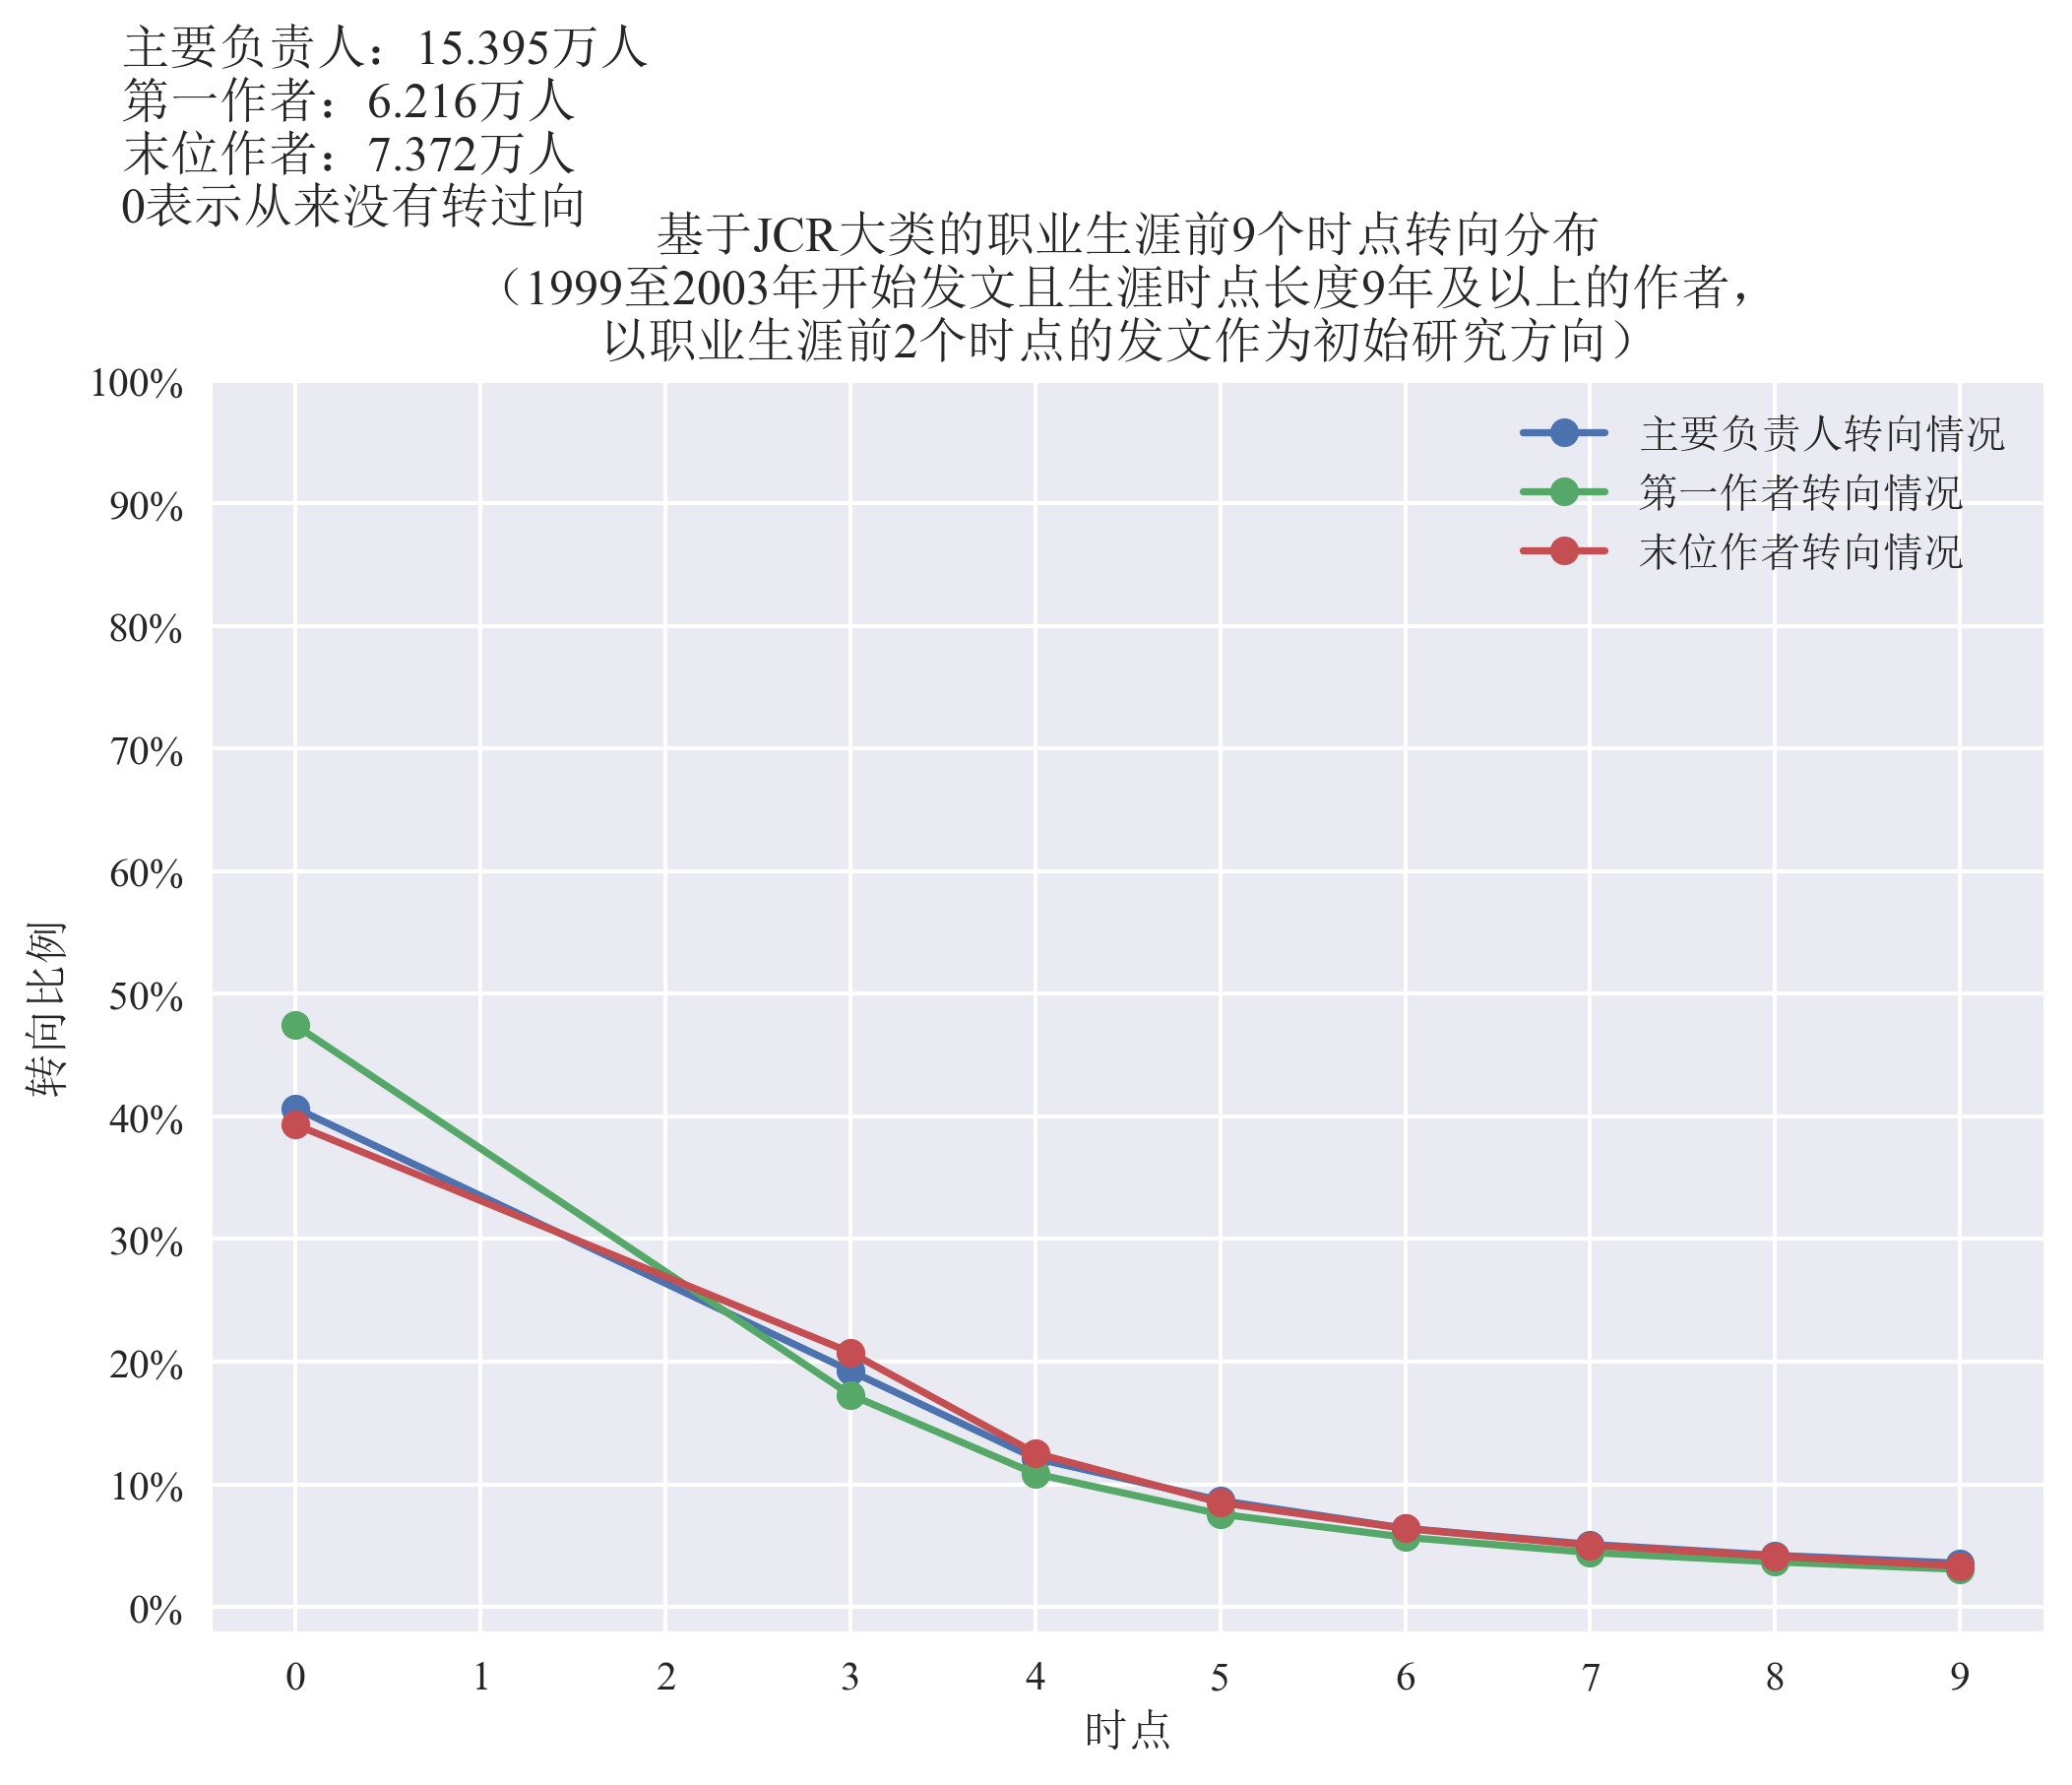 主要负责人：15.395万人
第一作者：6.216万人
末位作者：7.372万人
0表示从来没有转过向
基于JCR大类的职业生涯前9个时点转向分布
（1999至2003年开始发文且生涯时点长度9年及以上的作者，
以职业生涯前2个时点的发文作为初始研究方向）
主要负责人转向情况
第一作者转向情况
末位作者转向情况
100%
90%
80%
70%
60%
50%
40%
30%
20%
10%
0%
转向比例
0 1 2 3 4 5 6 7 8 9
时点